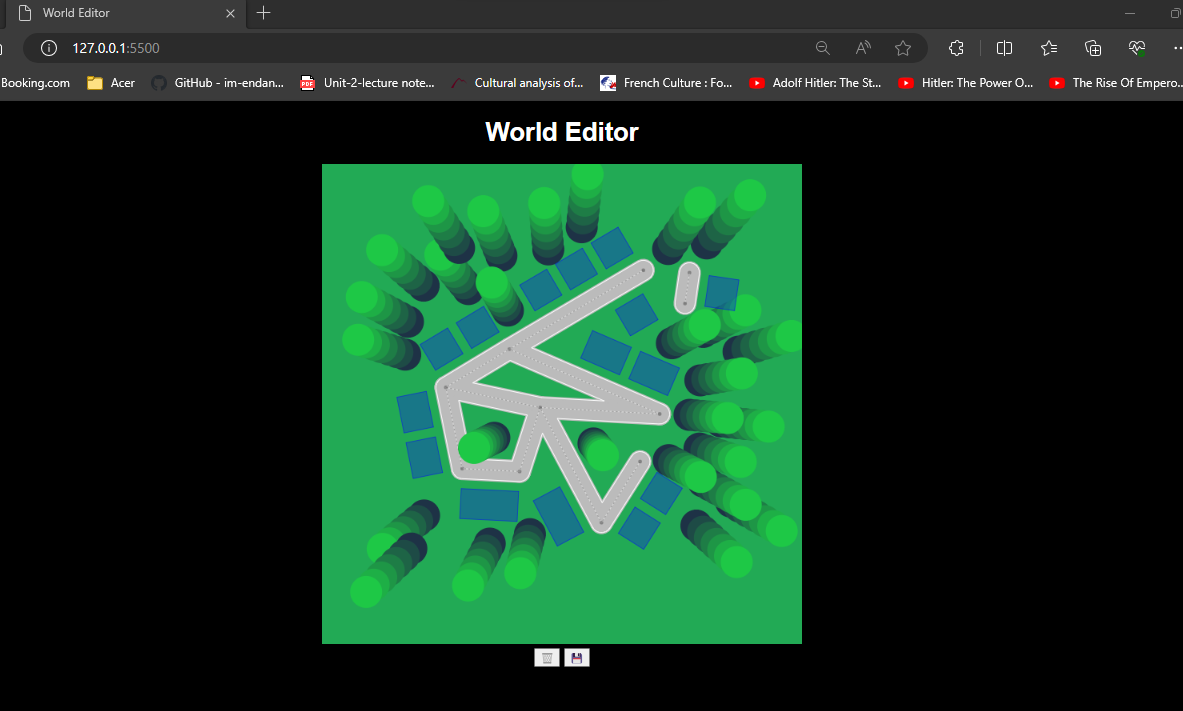 World Editor
127.0.0.1:5500
Booking.com Acer GitHub - im-endan... Unit-2-lecture note... Cultural analysis of... French Culture : Fo... Adolf Hitler: The St... Hitler: The Power O... The Rise Of Empero...
World Editor